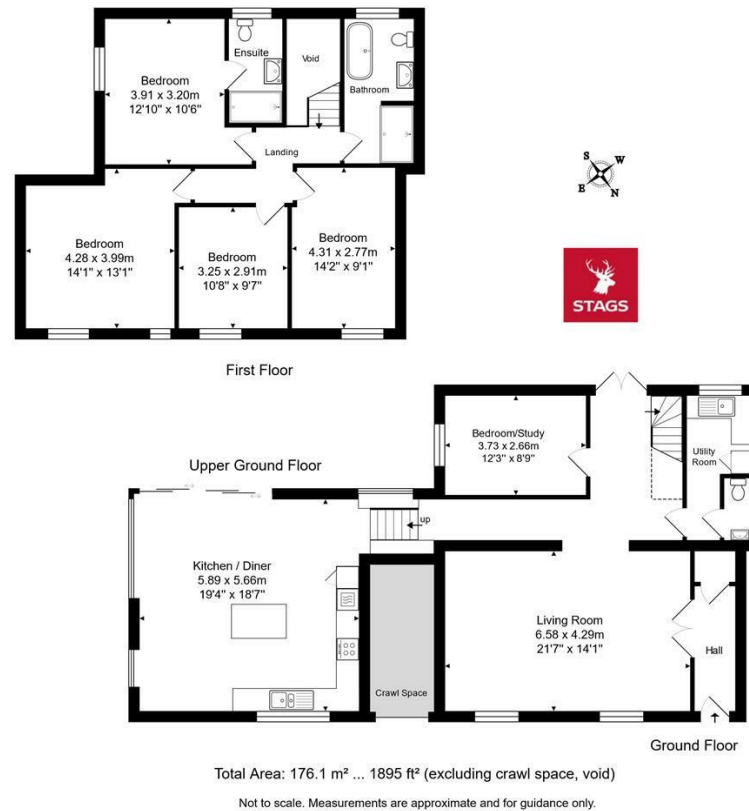 Ensuite
Void
Bathroom
Bedroom
3.91 x 3.20m
12'10" x 10'6"
Landing
Bedroom
4.28 x 3.99m
14'1" x 13'1"
Bedroom
3.25 x 2.91m
10'8" x 9'7"
Bedroom
4.31 x 2.77m
14'2" x 9'1"
First Floor
S
W
E
N
STAGS
Bedroom/Study
3.73 x 2.66m
12'3" x 8'9"
Utility
Room
Upper Ground Floor
up
Kitchen / Diner
5.89 x 5.66m
19'4" x 18'7"
Living Room
6.58 x 4.29m
21'7" x 14'1"
Hall
Crawl Space
Ground Floor
Total Area: 176.1 m² ... 1895 ft² (excluding crawl space, void)
Not to scale. Measurements are approximate and for guidance only.